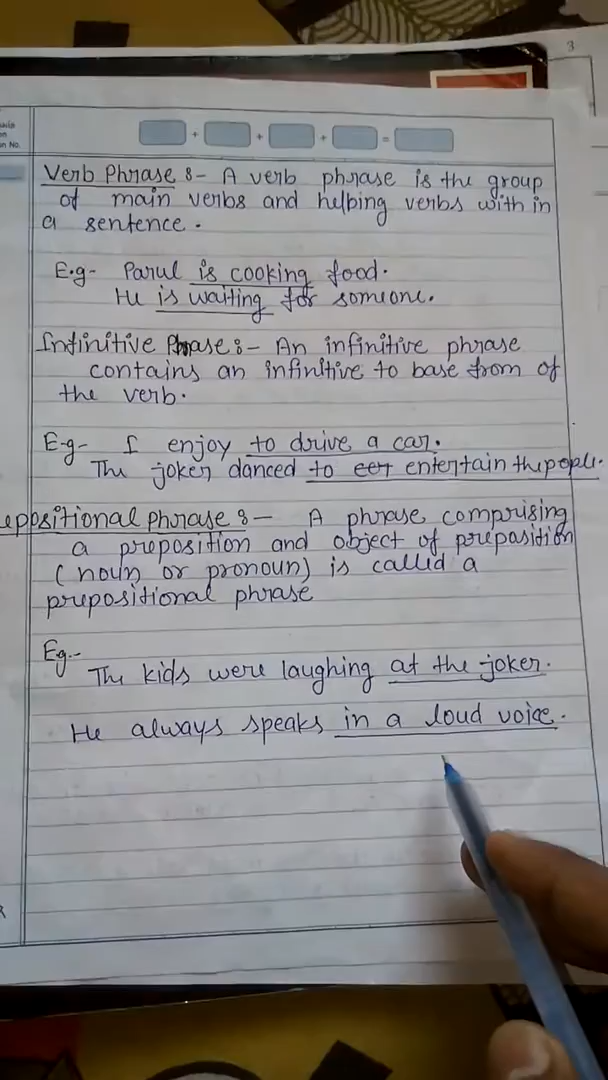 3
n No.
+ + + =
Verb Phrase :- A verb phrase is the group
of main verbs and helping verbs with in
a sentence.
E.g- Parul is cooking food.
He is waiting for someone.
Infinitive Phrase :- An infinitive phrase
contains an infinitive to base from of
the verb.
E.g- I enjoy to drive a car.
The joker danced to eet entertain the people.
epositional Phrase :- A phrase comprising
a preposition and object of preposition
(noun or pronoun) is called a
prepositional phrase
Eg.-
The kids were laughing at the joker.
He always speaks in a loud voice.